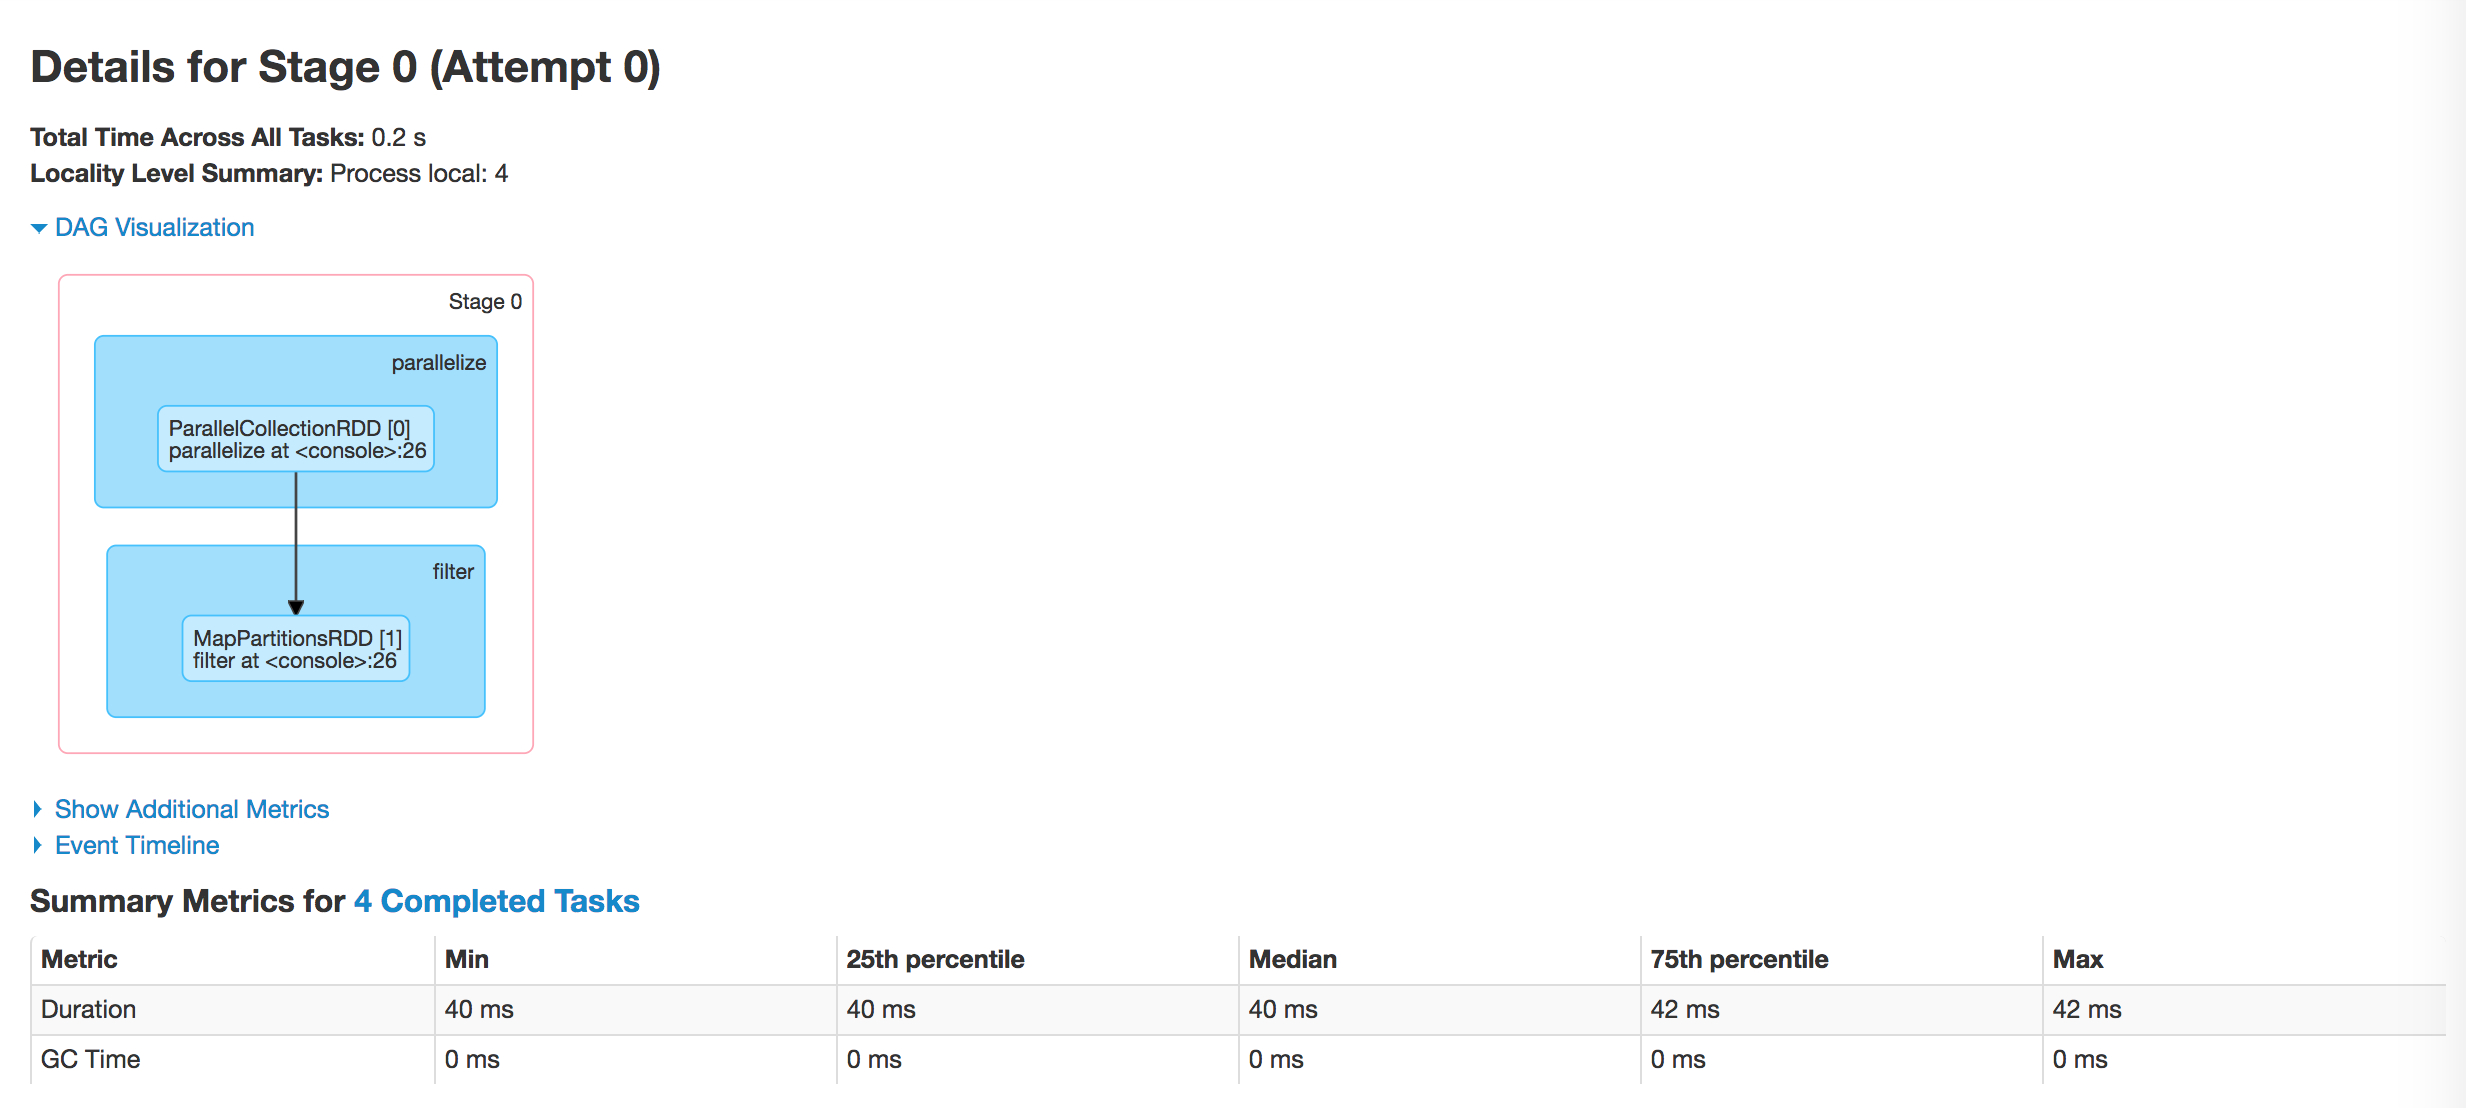 Details for Stage 0 (Attempt 0)
Total Time Across All Tasks: 0.2 s
Locality Level Summary: Process local: 4
DAG Visualization
Stage 0
parallelize
ParallelCollectionRDD [0]
parallelize at <console>:26
filter
MapPartitionsRDD [1]
filter at <console>:26
Show Additional Metrics
Event Timeline
Summary Metrics for 4 Completed Tasks
Metric Min 25th percentile Median 75th percentile Max
Duration 40 ms 40 ms 40 ms 42 ms 42 ms
GC Time 0 ms 0 ms 0 ms 0 ms 0 ms